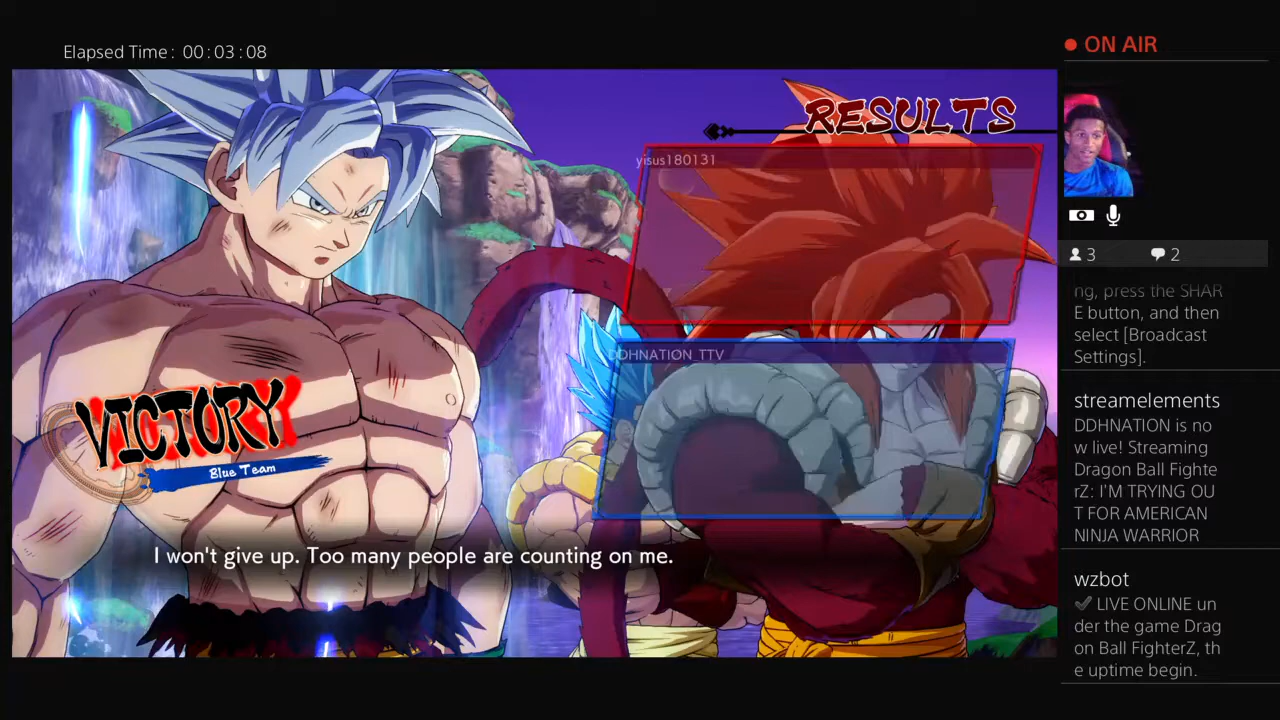 Elapsed Time: 00:03:08
ON AIR
RESULTS
yisus180131
3
2
ng, press the SHAR
E button, and then
select [Broadcast
Settings].
DDHNATION_TTV
streamelements
DDHNATION is no
w live! Streaming
Dragon Ball Fighte
rZ: I'M TRYING OU
T FOR AMERICAN
NINJA WARRIOR
VICTORY
Blue Team
I won't give up. Too many people are counting on me.
wzbot
✔ LIVE ONLINE un
der the game Drag
on Ball FighterZ, th
e uptime begin.